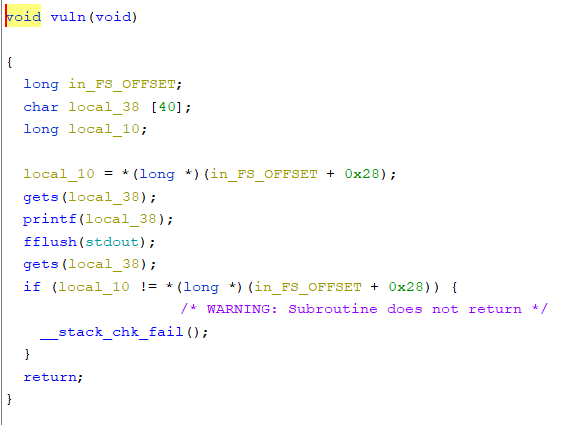 void vuln(void)
{
long in_FS_OFFSET;
char local_38 [40];
long local_10;
local_10 = *(long *)(in_FS_OFFSET + 0x28);
gets(local_38);
printf(local_38);
fflush(stdout);
gets(local_38);
if (local_10 != *(long *)(in_FS_OFFSET + 0x28)) {
/* WARNING: Subroutine does not return */
__stack_chk_fail();
}
return;
}